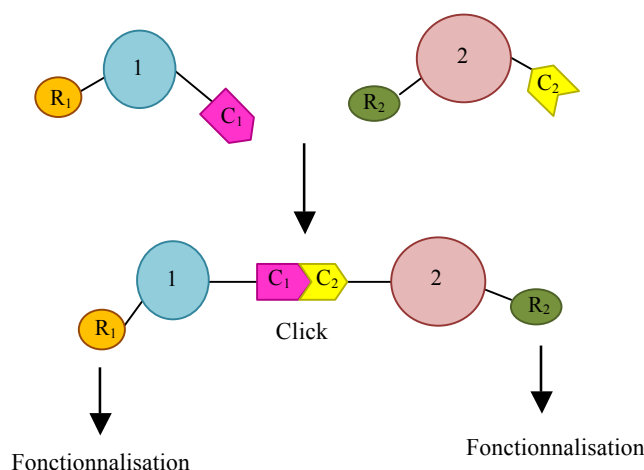 1
2
R₁
C₁
R₂
C₂
1
C₁
C₂
2
R₁
R₂
Click
Fonctionnalisation
Fonctionnalisation